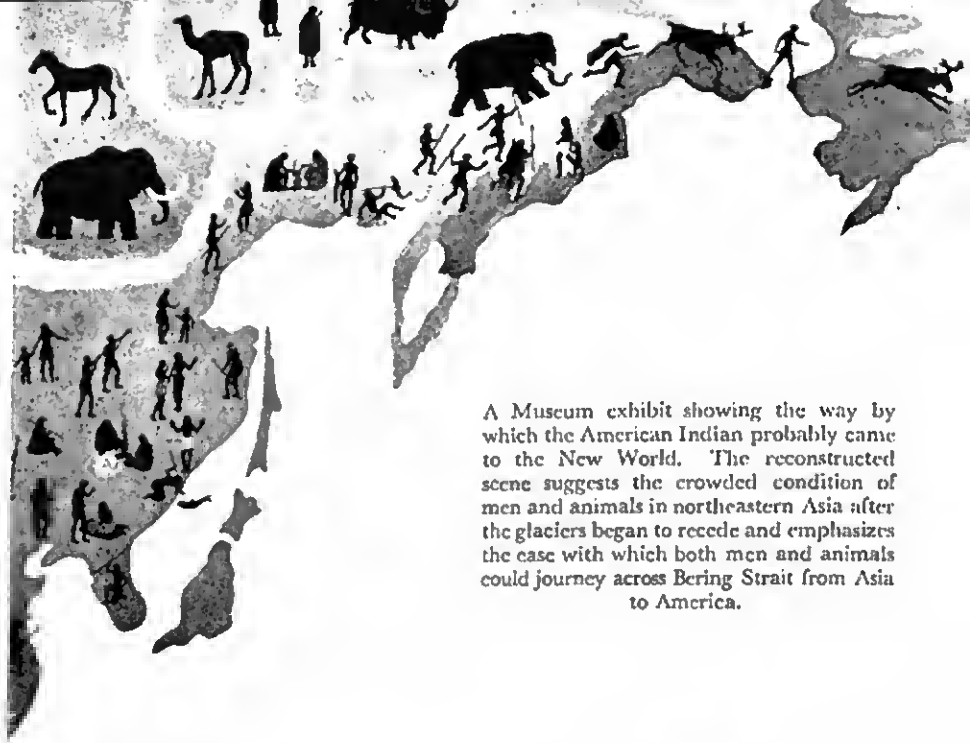 A Museum exhibit showing the way by
which the American Indian probably came
to the New World. The reconstructed
scene suggests the crowded condition of
men and animals in northeastern Asia after
the glaciers began to recede and emphasizes
the ease with which both men and animals
could journey across Bering Strait from Asia
to America.